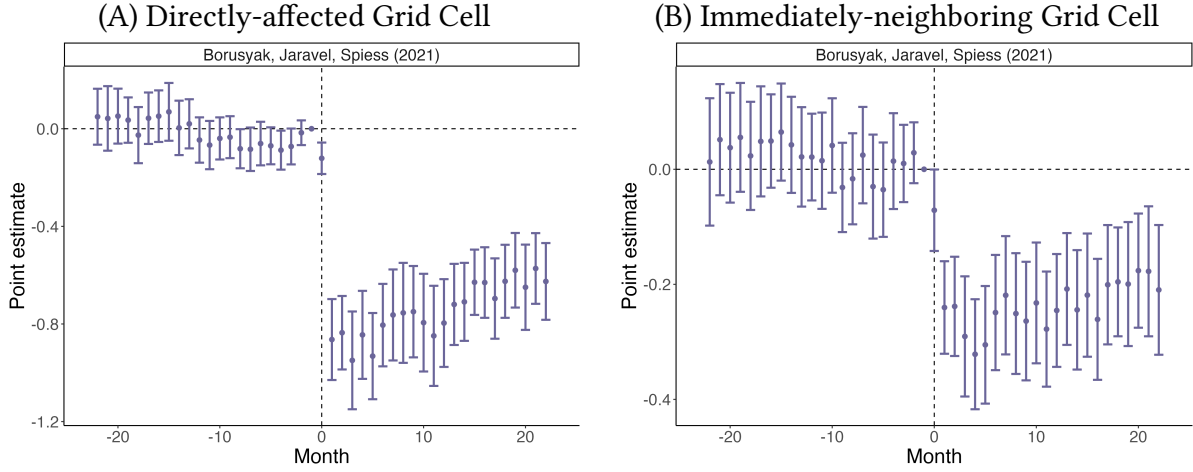 (A) Directly-affected Grid Cell
Borusyak, Jaravel, Spiess (2021)
Point estimate
0.0
-0.4
-0.8
-1.2
-20
-10
0
10
20
Month
(B) Immediately-neighboring Grid Cell
Borusyak, Jaravel, Spiess (2021)
Point estimate
0.0
-0.2
-0.4
-20
-10
0
10
20
Month